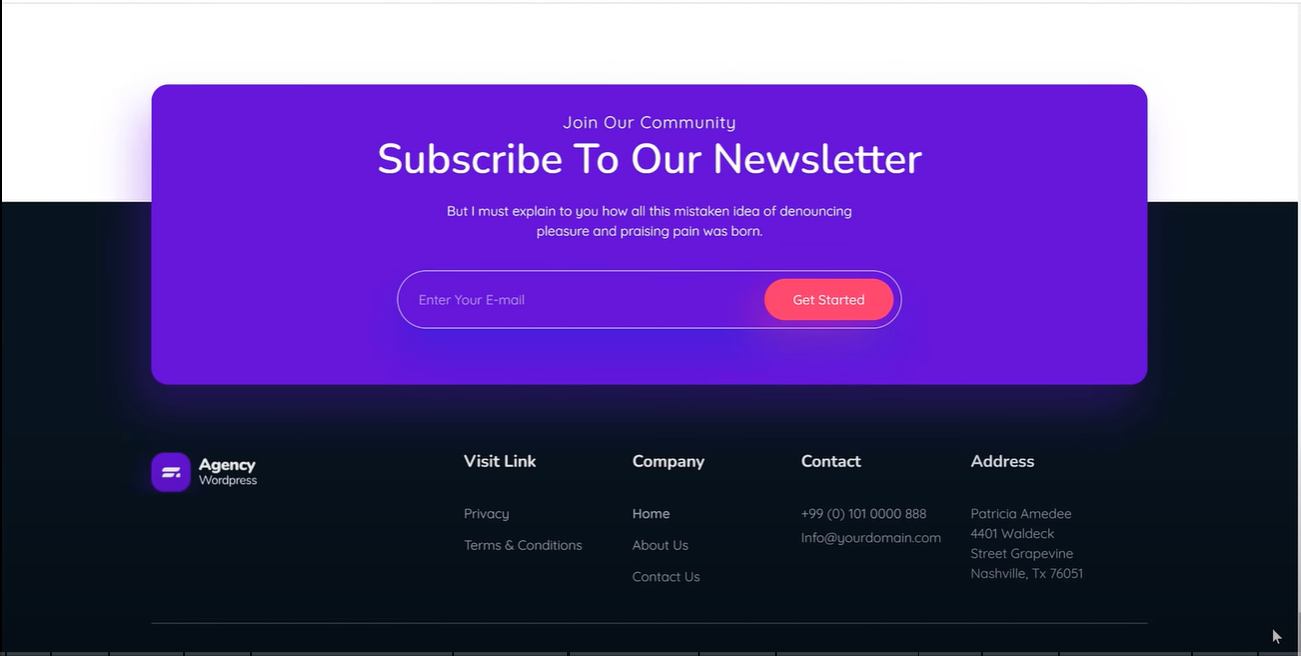 Join Our Community
Subscribe To Our Newsletter
But I must explain to you how all this mistaken idea of denouncing
pleasure and praising pain was born.
Enter Your E-mail
Get Started
Agency
Wordpress
Visit Link
Privacy
Terms & Conditions
Company
Home
About Us
Contact Us
Contact
+99 (0) 101 0000 888
Info@yourdomain.com
Address
Patricia Amedee
4401 Waldeck
Street Grapevine
Nashville, Tx 76051